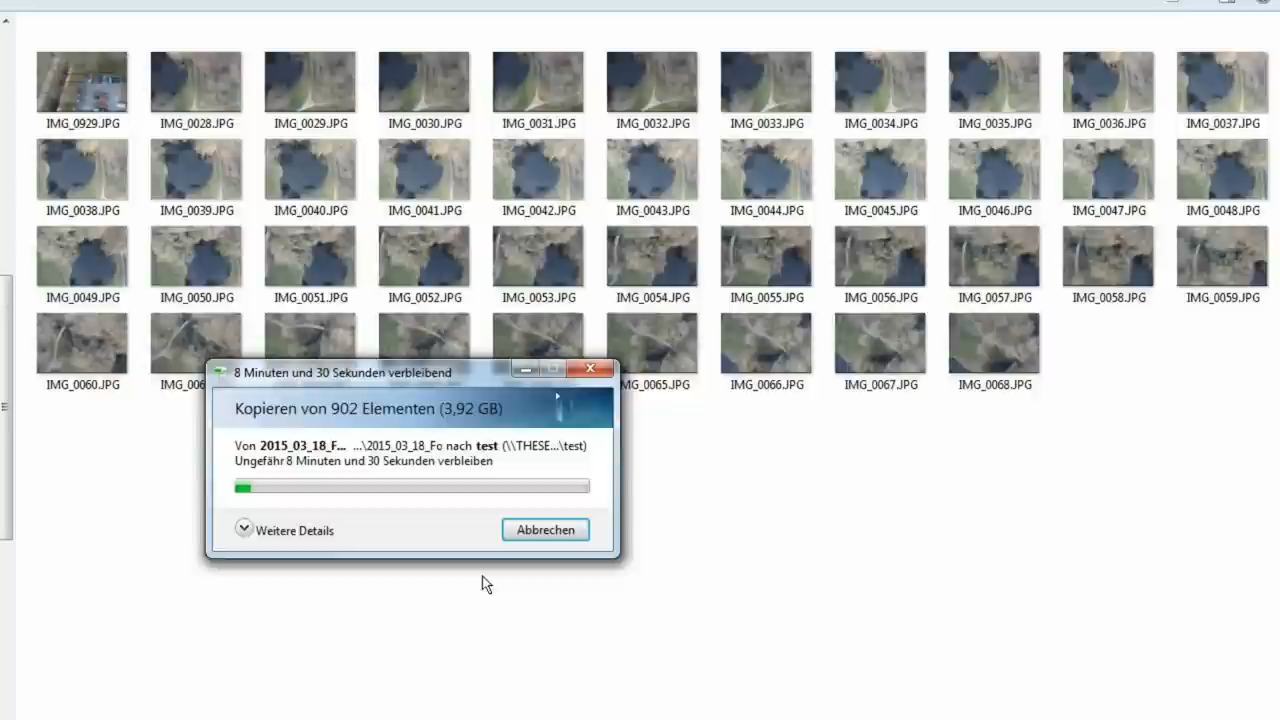 IMG_0929.JPG IMG_0028.JPG IMG_0029.JPG IMG_0030.JPG IMG_0031.JPG IMG_0032.JPG IMG_0033.JPG IMG_0034.JPG IMG_0035.JPG IMG_0036.JPG IMG_0037.JPG
IMG_0038.JPG IMG_0039.JPG IMG_0040.JPG IMG_0041.JPG IMG_0042.JPG IMG_0043.JPG IMG_0044.JPG IMG_0045.JPG IMG_0046.JPG IMG_0047.JPG IMG_0048.JPG
IMG_0049.JPG IMG_0050.JPG IMG_0051.JPG IMG_0052.JPG IMG_0053.JPG IMG_0054.JPG IMG_0055.JPG IMG_0056.JPG IMG_0057.JPG IMG_0058.JPG IMG_0059.JPG
IMG_0060.JPG IMG_006 G_0065.JPG IMG_0066.JPG IMG_0067.JPG IMG_0068.JPG
8 Minuten und 30 Sekunden verbleibend
Kopieren von 902 Elementen (3,92 GB)
Von 2015_03_18_F... ...\2015_03_18_Fo nach test (\\THESE...\test)
Ungefähr 8 Minuten und 30 Sekunden verbleiben
Weitere Details
Abbrechen